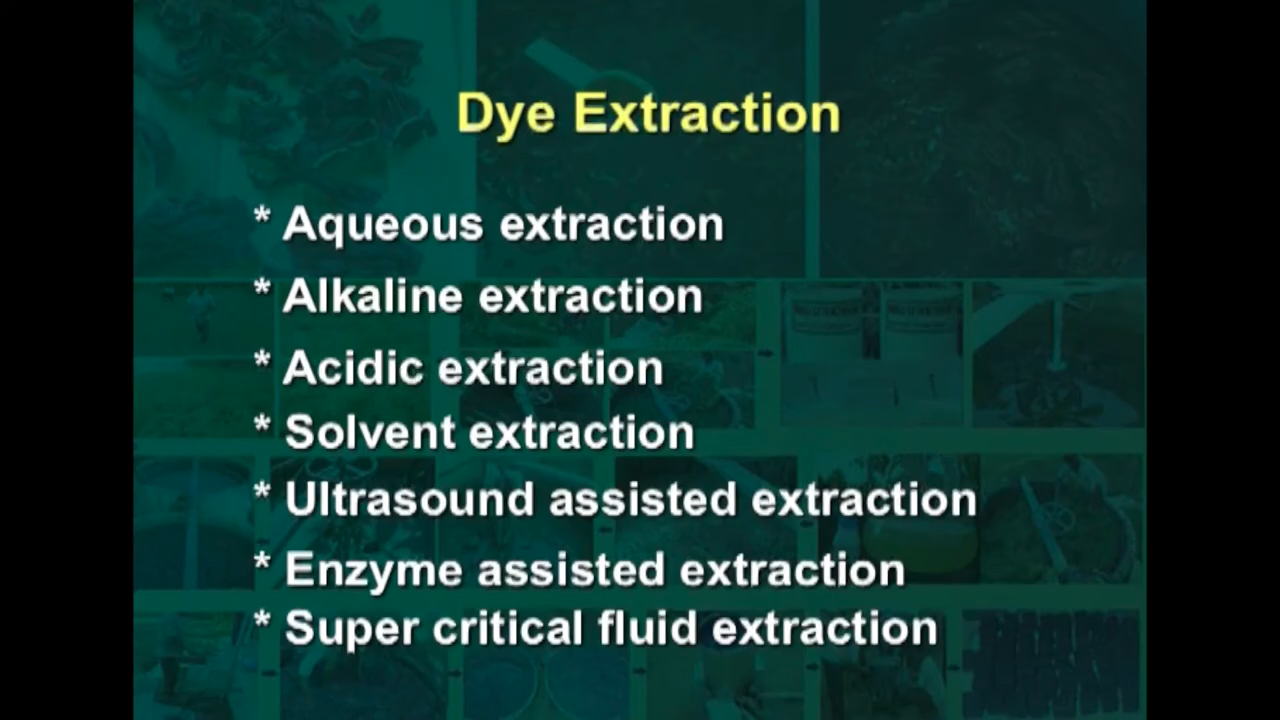 Dye Extraction
* Aqueous extraction
* Alkaline extraction
* Acidic extraction
* Solvent extraction
* Ultrasound assisted extraction
* Enzyme assisted extraction
* Super critical fluid extraction